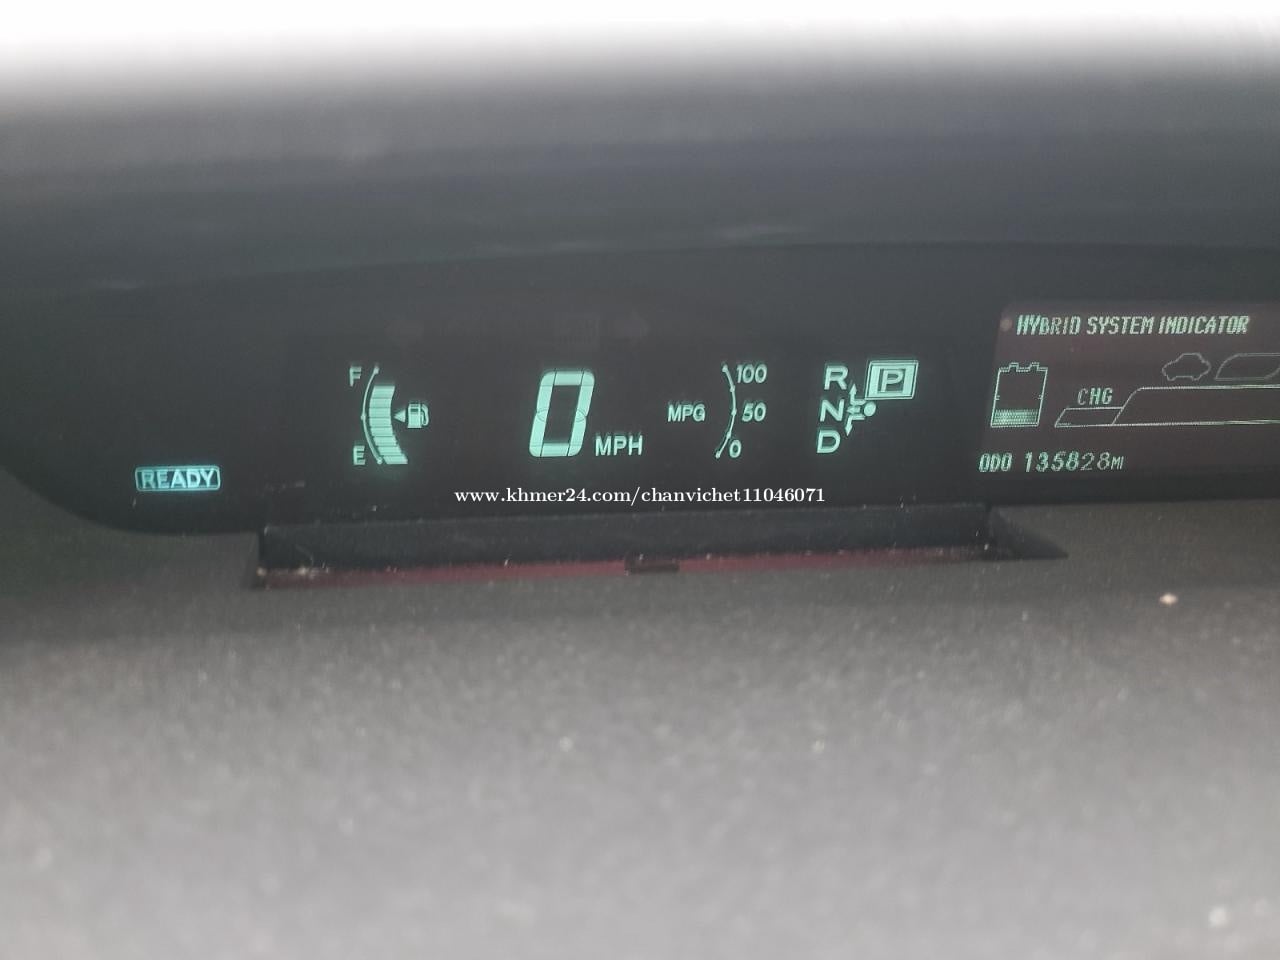 HYBRID SYSTEM INDICATOR
F
E
0 MPH
MPG
100
50
0
R
N
D
P
CHG
ODO 135828MI
READY
www.khmer24.com/chanvichet11046071